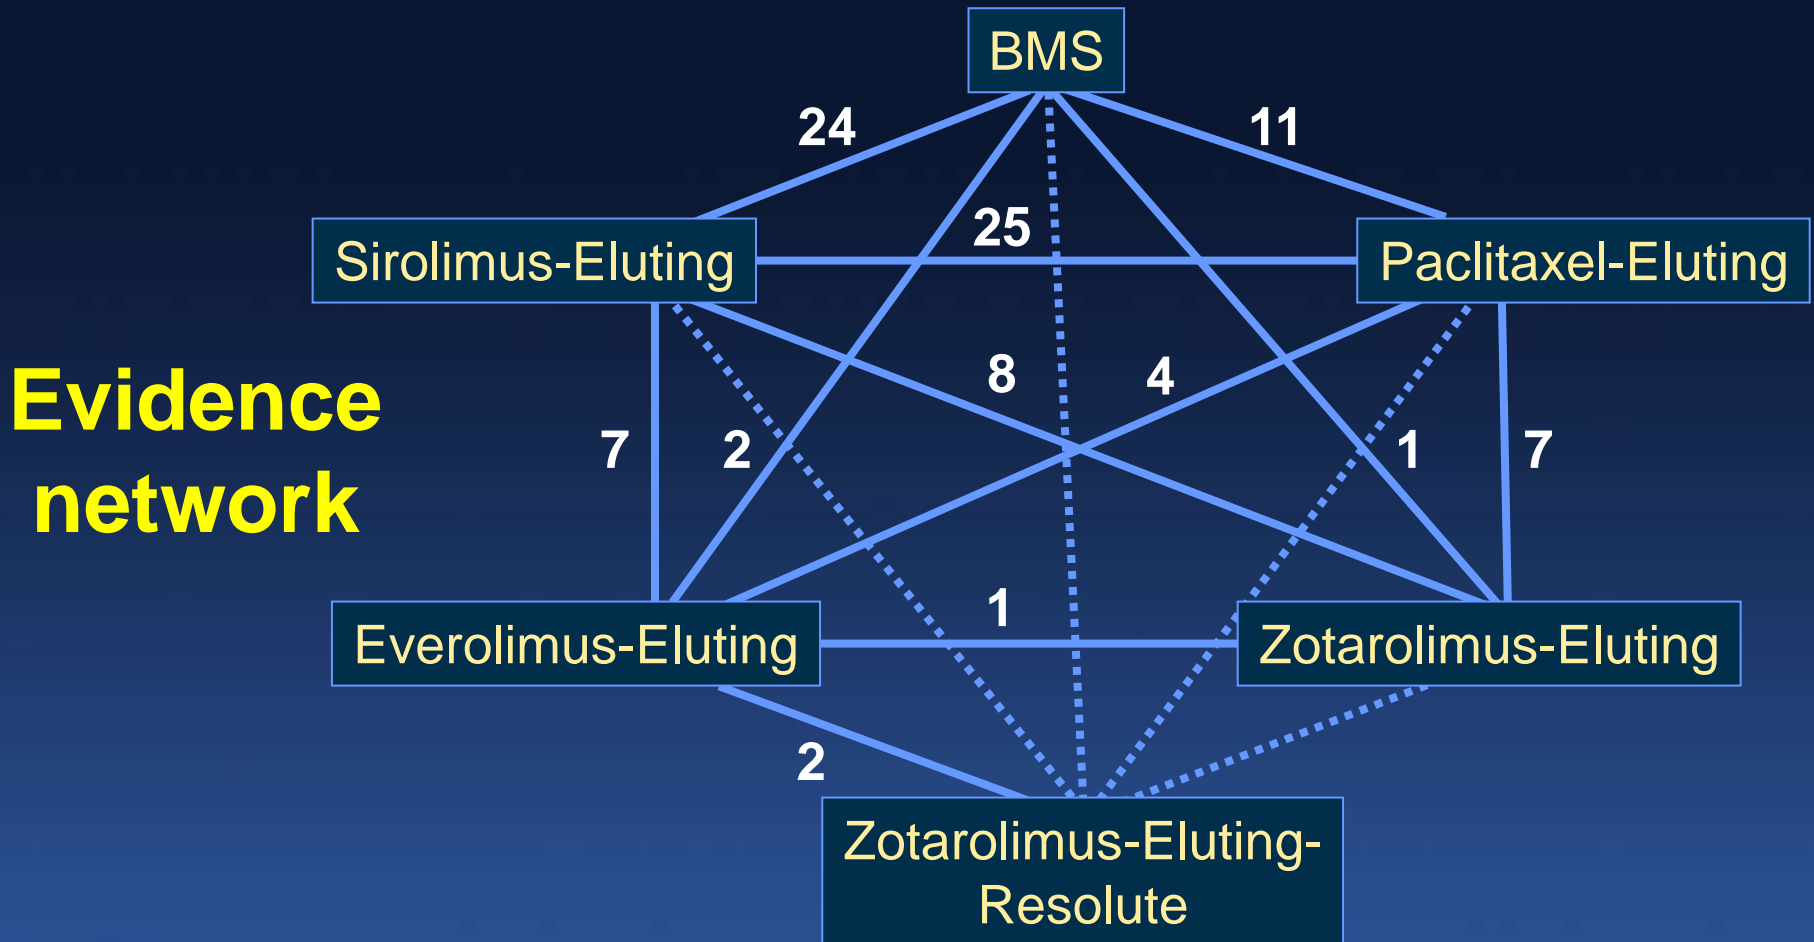 BMS
24
11
25
Sirolimus-Eluting
Paclitaxel-Eluting
8
4
Evidence
network
7
2
1
7
1
Everolimus-Eluting
Zotarolimus-Eluting
2
Zotarolimus-Eluting-
Resolute